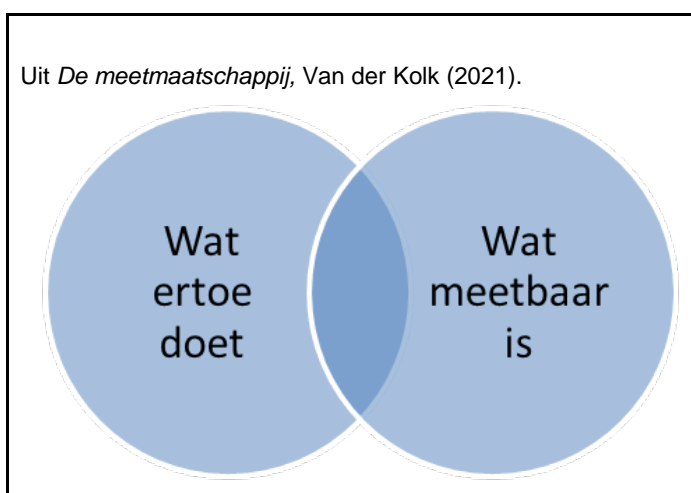 Uit De meetmaatschappij, Van der Kolk (2021).
Wat
ertoe
doet
Wat
meetbaar
is